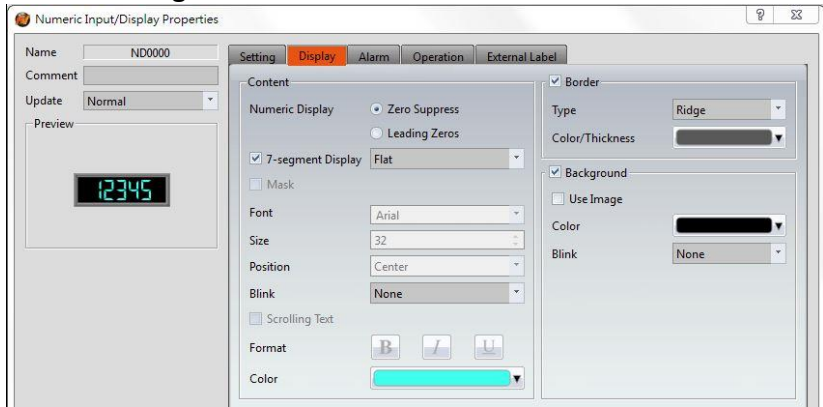 Numeric Input/Display Properties
Name ND0000
Comment
Update Normal
Preview
12345
Setting Display Alarm Operation External Label
Content
Numeric Display Zero Suppress
Leading Zeros
7-segment Display Flat
Mask
Font Arial
Size 32
Position Center
Blink None
Scrolling Text
Format B I U
Color
Border
Type Ridge
Color/Thickness
Background
Use Image
Color
Blink None